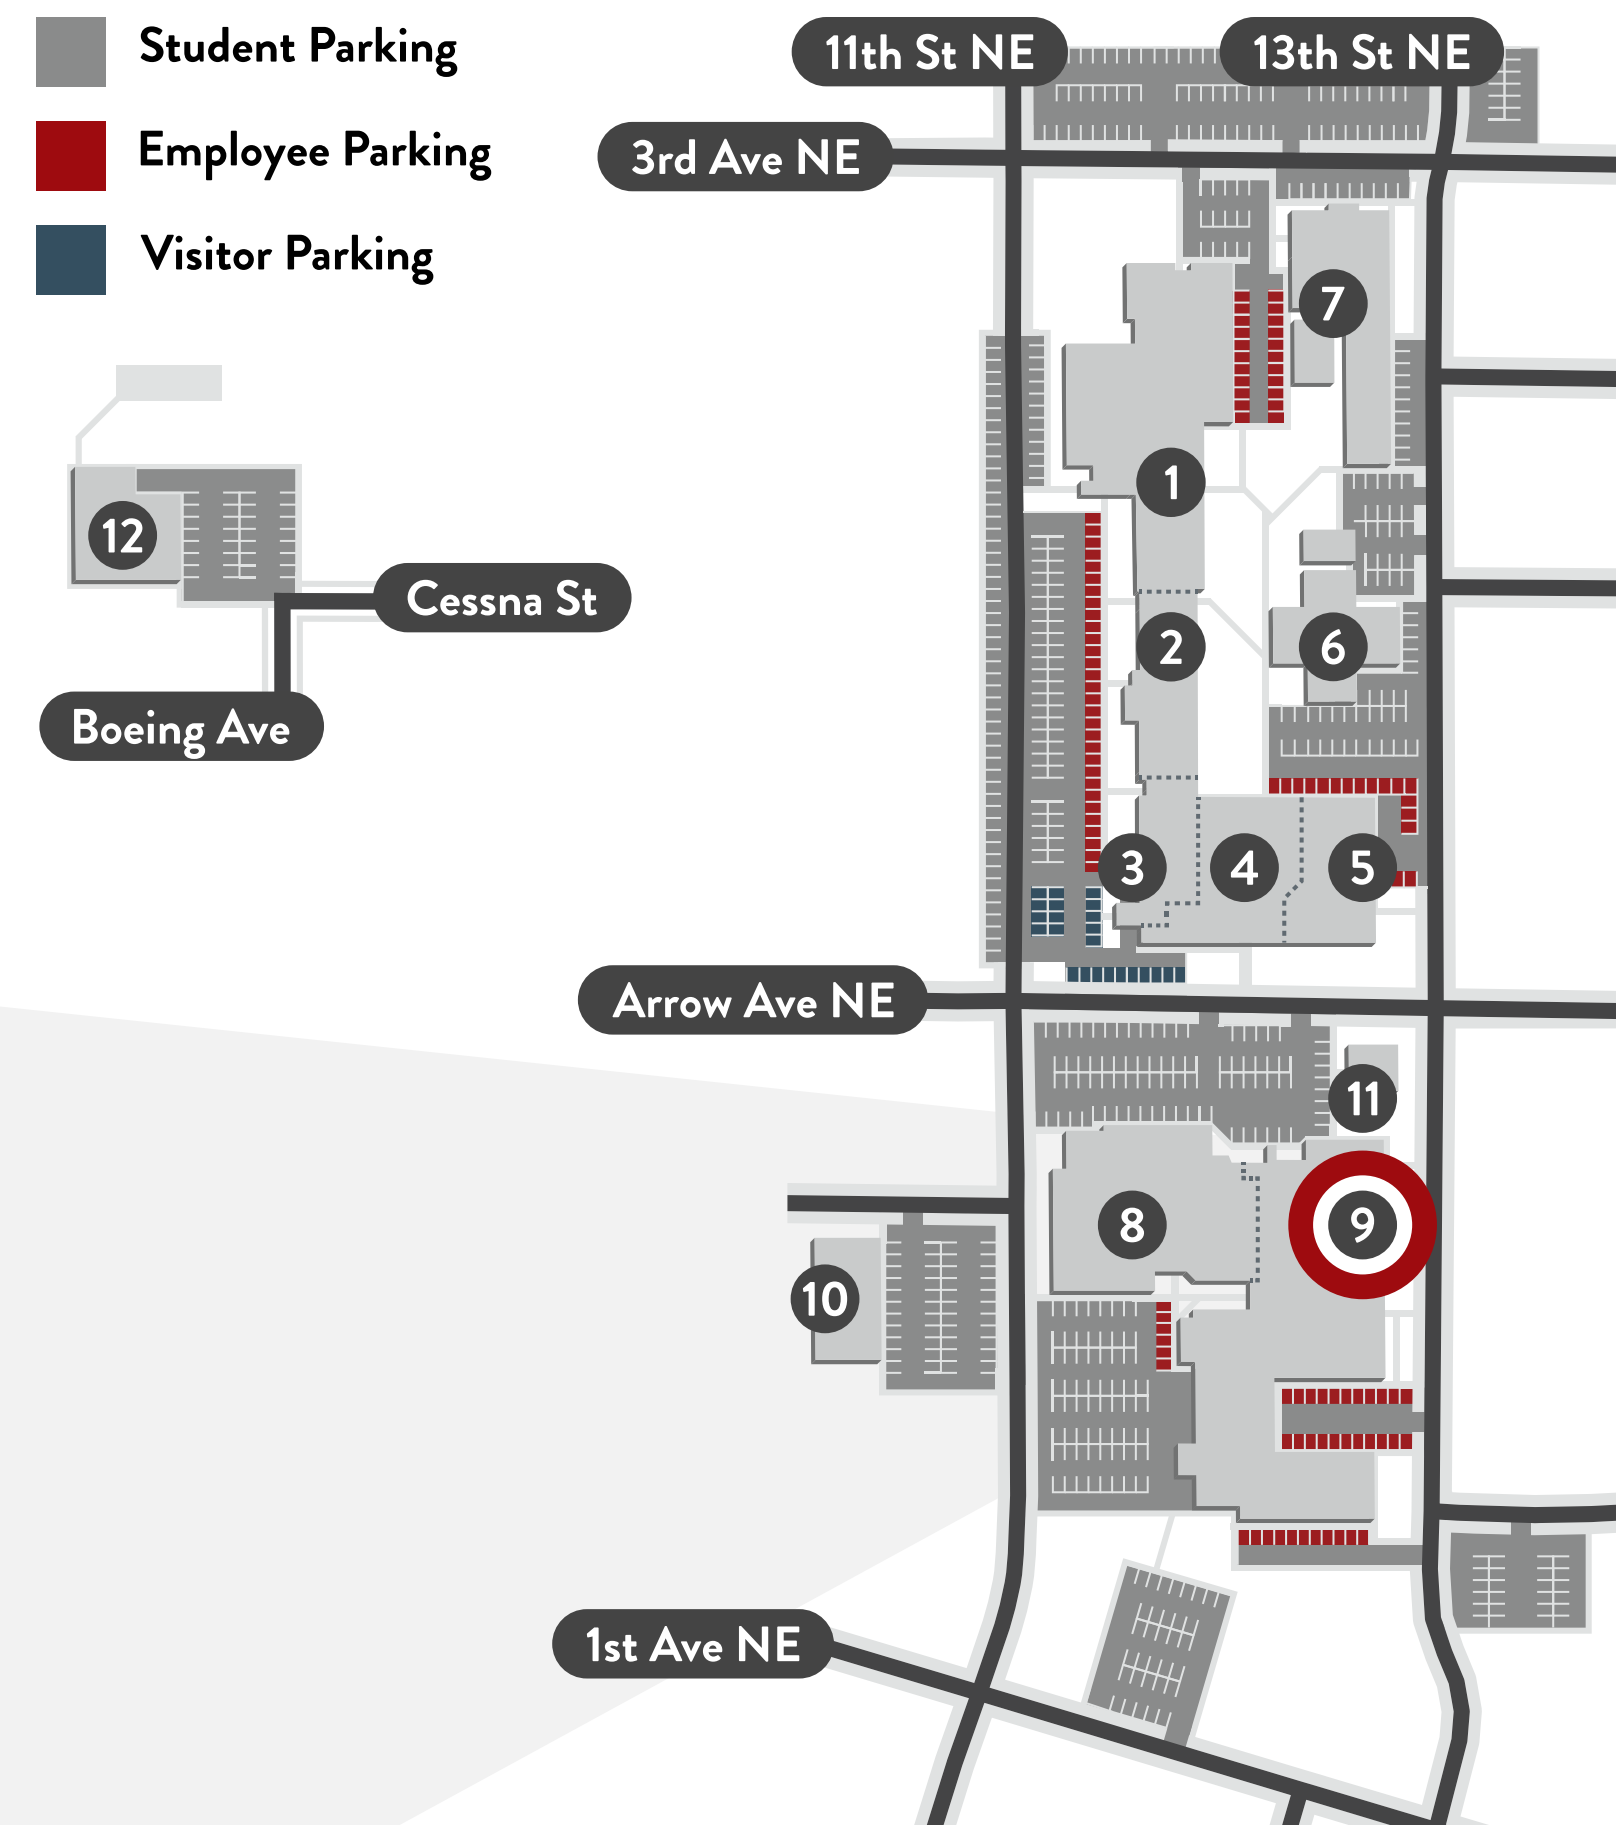 Student Parking
Employee Parking
Visitor Parking
11th St NE
13th St NE
3rd Ave NE
7
1
12
Cessna St
2
6
Boeing Ave
3
4
5
Arrow Ave NE
11
8
9
10
1st Ave NE